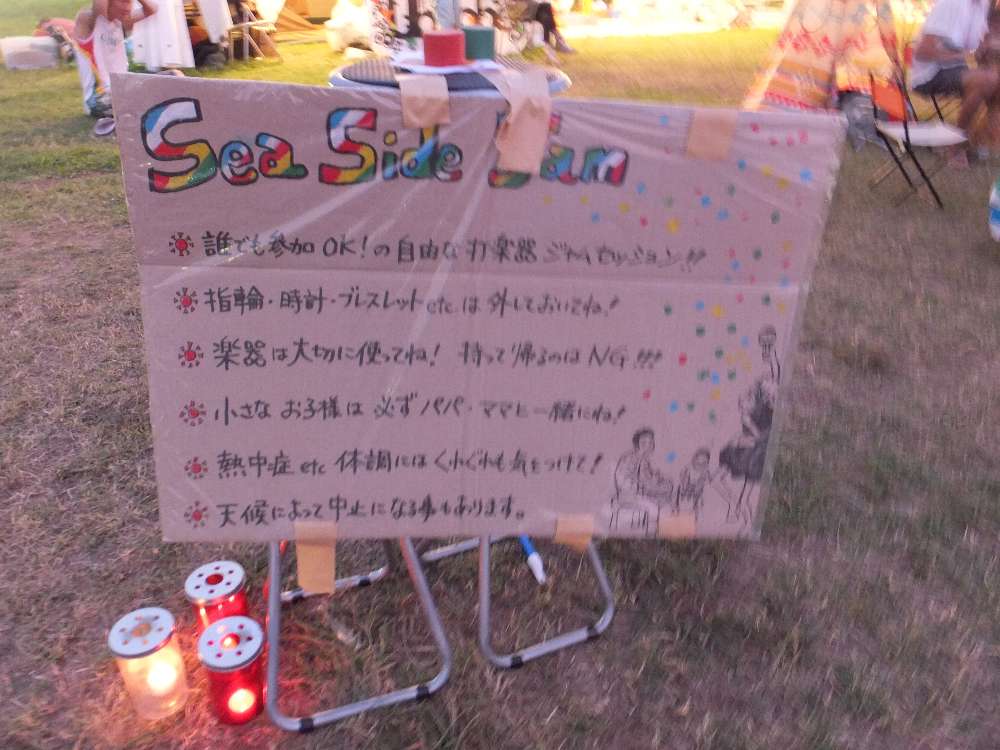 Sea Side Jam
誰でも参加OK!の自由な打楽器ジャムセッション!!
指輪・時計・ブレスレットetc.は外しておいてね!
楽器は大切に使ってね! 持って帰るのはNG!!!
小さなお子様は必ずパパ・ママと一緒にね!
熱中症etc体調にはくれぐれも気をつけて!
天候によって中止になる事もあります。